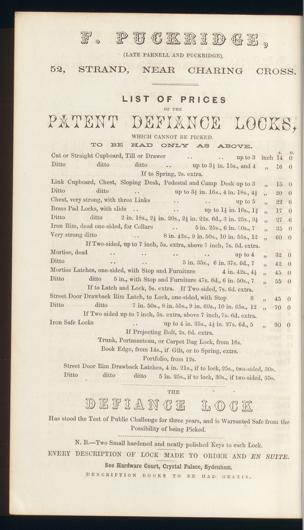 F. PUCKRIDGE,
(LATE PARNELL AND PUCKRIDGE),
52, STRAND, NEAR CHARING CROSS.
LIST OF PRICES
OF THE
PATENT DEFIANCE LOCKS,
WHICH CANNOT BE PICKED.
TO BE HAD ONLY AS ABOVE.
s. d.
Cut or Straight Cupboard, Till or Drawer .. .. .. up to 3 inch 14 0
Ditto ditto ditto .. up to 3½ in. 15s., and 4 „ 16 0
If to Spring, 2s. extra.
Link Cupboard, Chest, Sloping Desk, Pedestal and Camp Desk up to 3 „ 15 0
Ditto ditto ditto .. up to 3½ in. 16s., 4 in. 18s., 4½ „ 20 0
Chest, very strong, with three Links .. .. up to 5 „ 22 6
Brass Pad Locks, with slide .. .. up to 1½ in. 16s., 1¾ „ 17 0
Ditto ditto 2 in. 18s., 2¼ in. 20s., 2½ in. 22s. 6d., 3 in. 25s., 3½ „ 27 6
Iron Rim, dead one-sided, for Cellars .. 5 in. 25s., 6 in. 30s., 7 „ 35 0
Very strong ditto .. 8 in. 42s., 9 in. 50s., 10 in. 55s., 12 „ 60 0
If Two-sided, up to 7 inch, 5s. extra, above 7 inch, 7s. 6d. extra.
Mortise, dead .. .. .. .. up to 4 „ 32 0
Ditto .. .. .. 5 in. 35s., 6 in. 37s. 6d., 7 „ 42 0
Mortise Latches, one-sided, with Stop and Furniture 4 in. 42s., 4½ „ 45 0
Ditto ditto 5 in., with Stop and Furniture 47s. 6d., 6 in. 50s., 7 „ 55 0
If to Latch and Lock, 5s. extra. If Two-sided, 7s. 6d. extra.
Street Door Drawback Rim Latch, to Lock, one-sided, with Stop 6 „ 45 0
Ditto ditto 7 in. 50s., 8 in. 55s., 9 in. 60s., 10 in. 65s., 12 „ 70 0
If Two-sided up to 7 inch, 5s. extra, above 7 inch, 7s. 6d. extra.
Iron Safe Locks .. .. up to 4 in. 35s., 4½ in. 37s. 6d., 5 „ 30 0
If Projecting Bolt, 2s. 6d. extra.
Trunk, Portmanteau, or Carpet Bag Lock, from 16s.
Book Edge, from 14s., if Gilt, or to Spring, extra.
Portfolio, from 12s.
Street Door Rim Drawback Latches, 4 in. 21s., if to lock, 25s., two-sided, 30s.
Ditto ditto ditto 5 in. 25s., if to lock, 30s., if two-sided, 35s.
THE
DEFIANCE LOCK
Has stood the Test of Public Challenge for three years, and is Warranted Safe from the
Possibility of being Picked.
N. B.—Two Small hardened and neatly polished Keys to each Lock.
EVERY DESCRIPTION OF LOCK MADE TO ORDER AND EN SUITE.
See Hardware Court, Crystal Palace, Sydenham.
DESCRIPTION BOOKS TO BE HAD GRATIS.